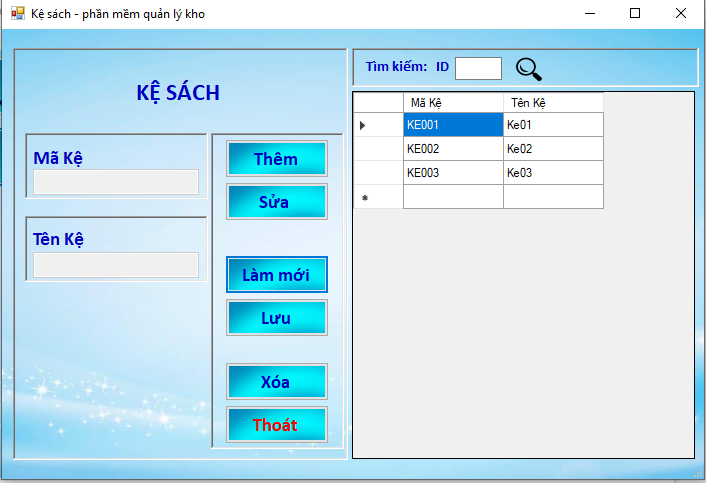 Kệ sách - phần mềm quản lý kho
KỆ SÁCH
Mã Kệ
Tên Kệ
Thêm
Sửa
Làm mới
Lưu
Xóa
Thoát
Tìm kiếm: ID
Mã Kệ Tên Kệ
KE001 Ke01
KE002 Ke02
KE003 Ke03